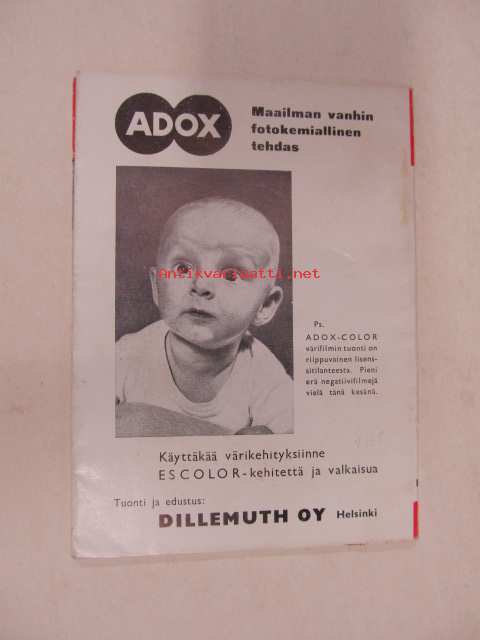 ADOX
Maailman vanhin
fotokemiallinen
tehdas
Antikvariaatti.net
Ps.
ADOX-COLOR
värifilmin tuonti on
riippuvainen lisens-
sitilanteesta. Pieni
erä negatiivifilmejä
vielä tänä kesänä.
Käyttäkää värikehityksiinne
ESCOLOR-kehitettä ja valkaisua
Tuonti ja edustus:
DILLEMUTH OY Helsinki